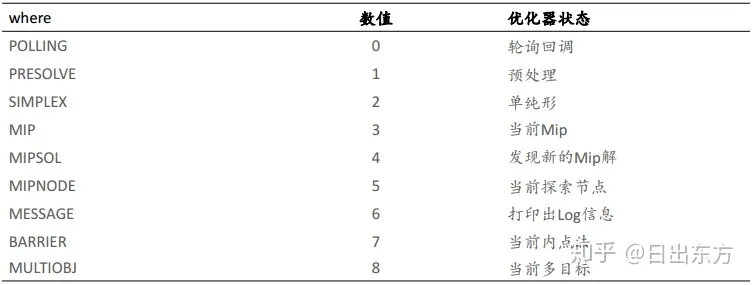 where 数值 优化器状态
POLLING 0 轮询回调
PRESOLVE 1 预处理
SIMPLEX 2 单纯形
MIP 3 当前Mip
MIPSOL 4 发现新的Mip解
MIPNODE 5 当前探索节点
MESSAGE 6 打印出Log信息
BARRIER 7 当前内点法
MULTIOBJ 8 当前多目标
知乎 @日出东方